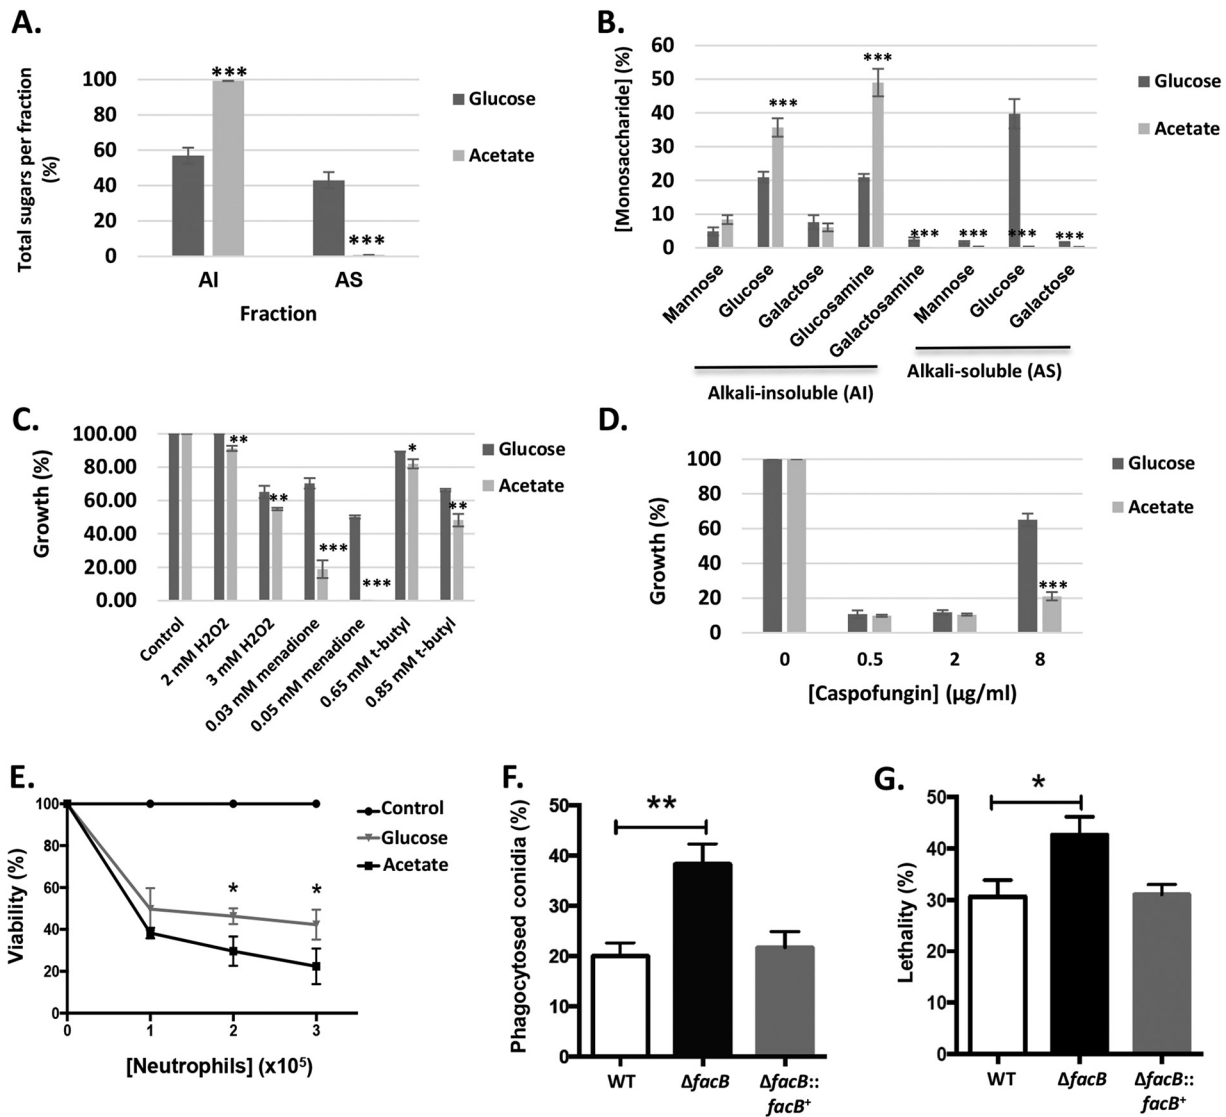 A.
Total sugars per fraction
(%)
100
80
60
40
20
0
***
***
AI
AS
Fraction
Glucose
Acetate
B.
[Monosaccharide] (%)
60
50
40
30
20
10
0
***
***
***
***
***
***
Mannose
Glucose
Galactose
Glucosamine
Galactosamine
Mannose
Glucose
Galactose
Alkali-insoluble (AI)
Alkali-soluble (AS)
Glucose
Acetate
C.
Growth (%)
100.00
80.00
60.00
40.00
20.00
0.00
**
**
***
***
*
**
Control
2 mM H2O2
3 mM H2O2
0.03 mM menadione
0.05 mM menadione
0.65 mM t-butyl
0.85 mM t-butyl
Glucose
Acetate
D.
Growth (%)
100
80
60
40
20
0
***
0
0.5
2
8
[Caspofungin] (µg/ml)
Glucose
Acetate
E.
Viability (%)
100
80
60
40
20
0
*
*
0
1
2
3
[Neutrophils] (x10⁵)
Control
Glucose
Acetate
F.
Phagocytosed conidia (%)
50
40
30
20
10
0
**
WT
ΔfacB
ΔfacB::
facB⁺
G.
Lethality (%)
50
40
30
20
10
0
*
WT
ΔfacB
ΔfacB::
facB⁺